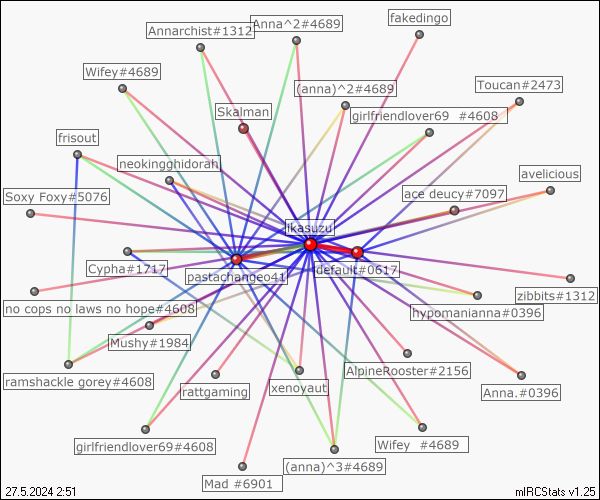 fakedingo
Anna^2#4689
Annarchist#1312
Wifey#4689
(anna)^2#4689
Toucan#2473
Skalman
girlfriendlover69 #4608
frisout
neokingghidorah
avelicious
ace deucy#7097
Soxy Foxy#5076
likasuzu
Cypha#1717
default#0617
pastachangeo41
zibbits#1312
no cops no laws no hope#4608
hypomanianna#0396
Mushy#1984
AlpineRooster#2156
ramshackle gorey#4608
xenoyaut
rattgaming
Anna.#0396
girlfriendlover69#4608
Wifey #4689
(anna)^3#4689
Mad #6901
27.5.2024 2:51
mIRCStats v1.25